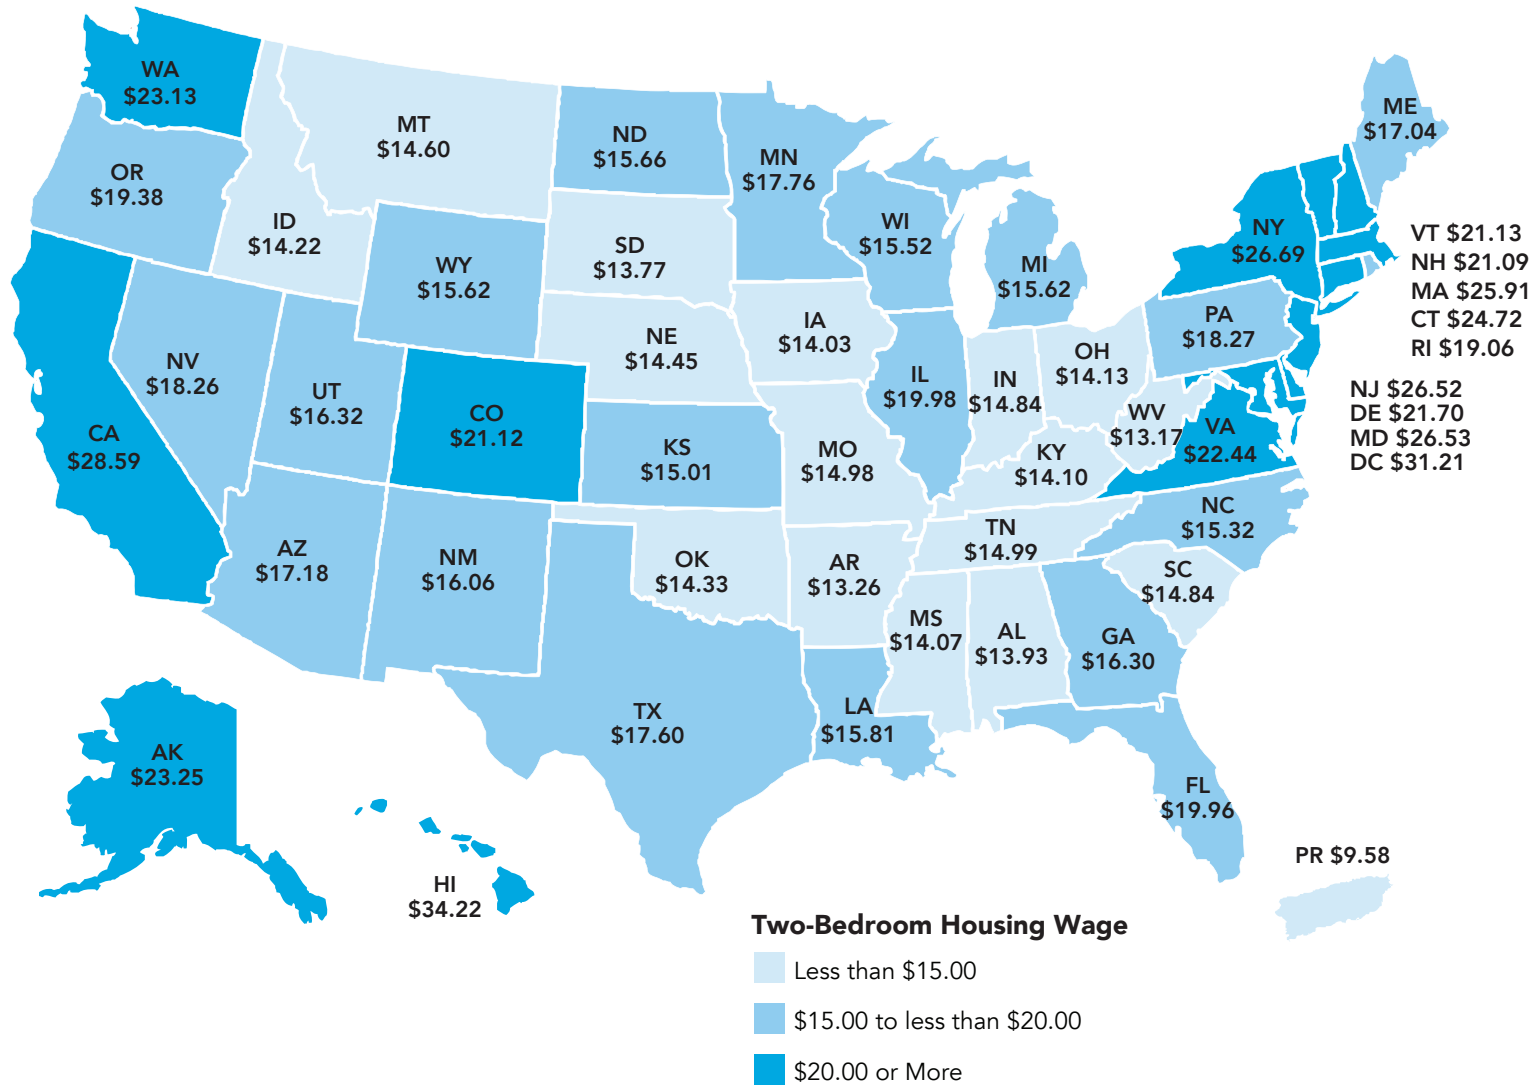 WA
$23.13
MT
$14.60
ND
$15.66
MN
$17.76
ME
$17.04
OR
$19.38
ID
$14.22
WY
$15.62
SD
$13.77
WI
$15.52
MI
$15.62
NY
$26.69
VT $21.13
NH $21.09
MA $25.91
CT $24.72
RI $19.06
NV
$18.26
UT
$16.32
CO
$21.12
NE
$14.45
IA
$14.03
IL
$19.98
IN
$14.84
OH
$14.13
PA
$18.27
NJ $26.52
DE $21.70
MD $26.53
DC $31.21
CA
$28.59
KS
$15.01
MO
$14.98
KY
$14.10
WV
$13.17
VA
$22.44
AZ
$17.18
NM
$16.06
OK
$14.33
AR
$13.26
TN
$14.99
NC
$15.32
SC
$14.84
MS
$14.07
AL
$13.93
GA
$16.30
TX
$17.60
LA
$15.81
FL
$19.96
AK
$23.25
HI
$34.22
PR $9.58
Two-Bedroom Housing Wage
Less than $15.00
$15.00 to less than $20.00
$20.00 or More